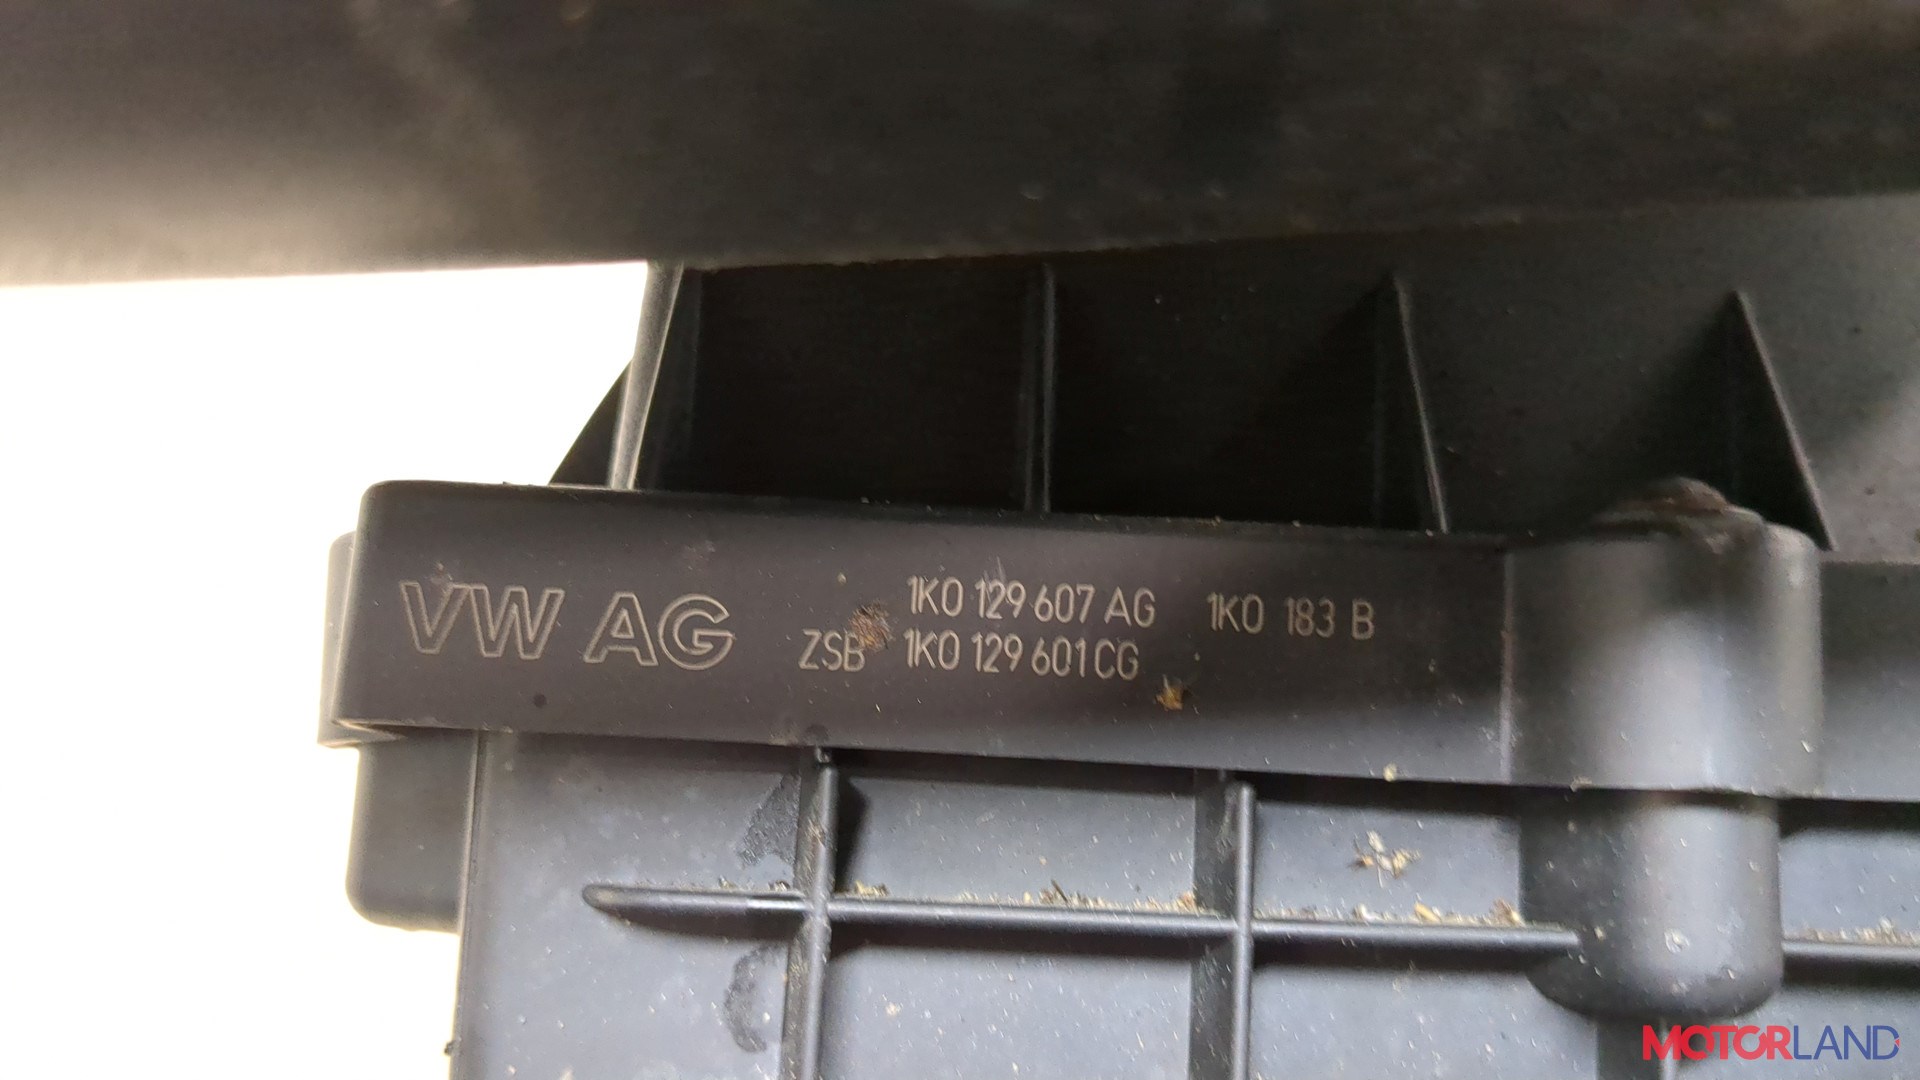 VW AG
1K0 129 607 AG 1K0 183 B
ZSB 1K0 129 601 CG
MOTORLAND